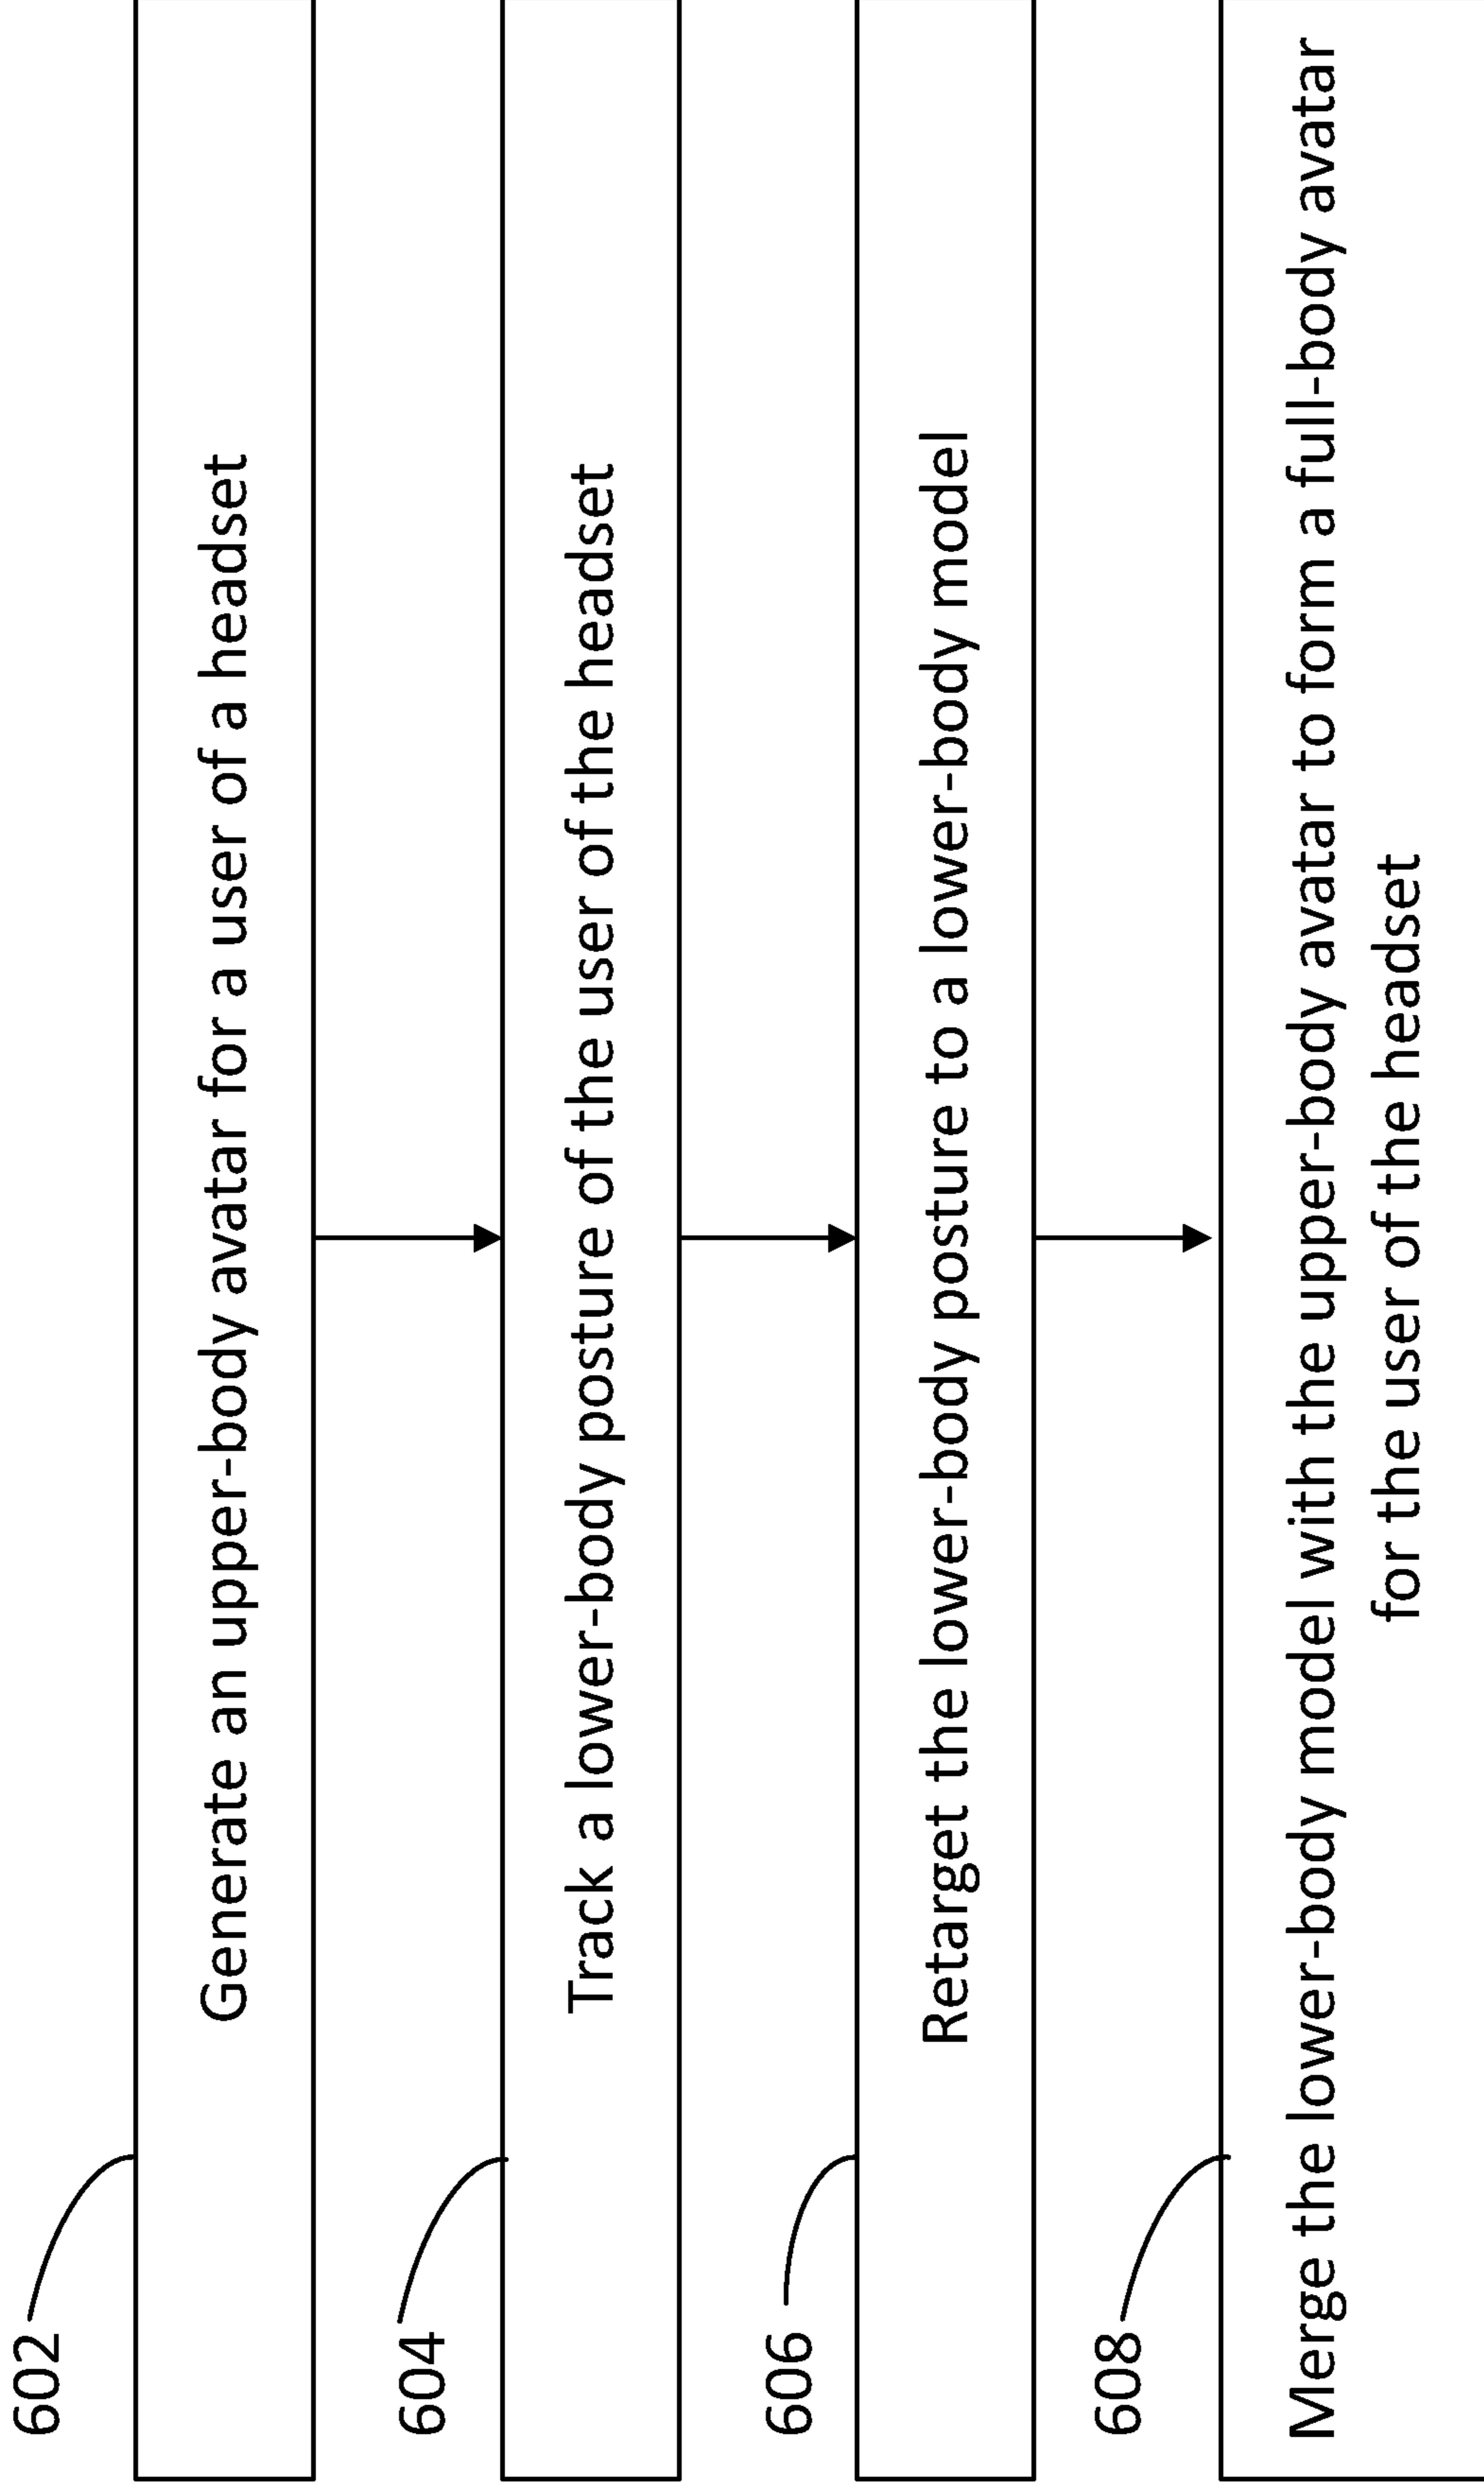 602
Generate an upper-body avatar for a user of a headset
604
Track a lower-body posture of the user of the headset
606
Retarget the lower-body posture to a lower-body model
608
Merge the lower-body model with the upper-body avatar to form a full-body avatar
for the user of the headset